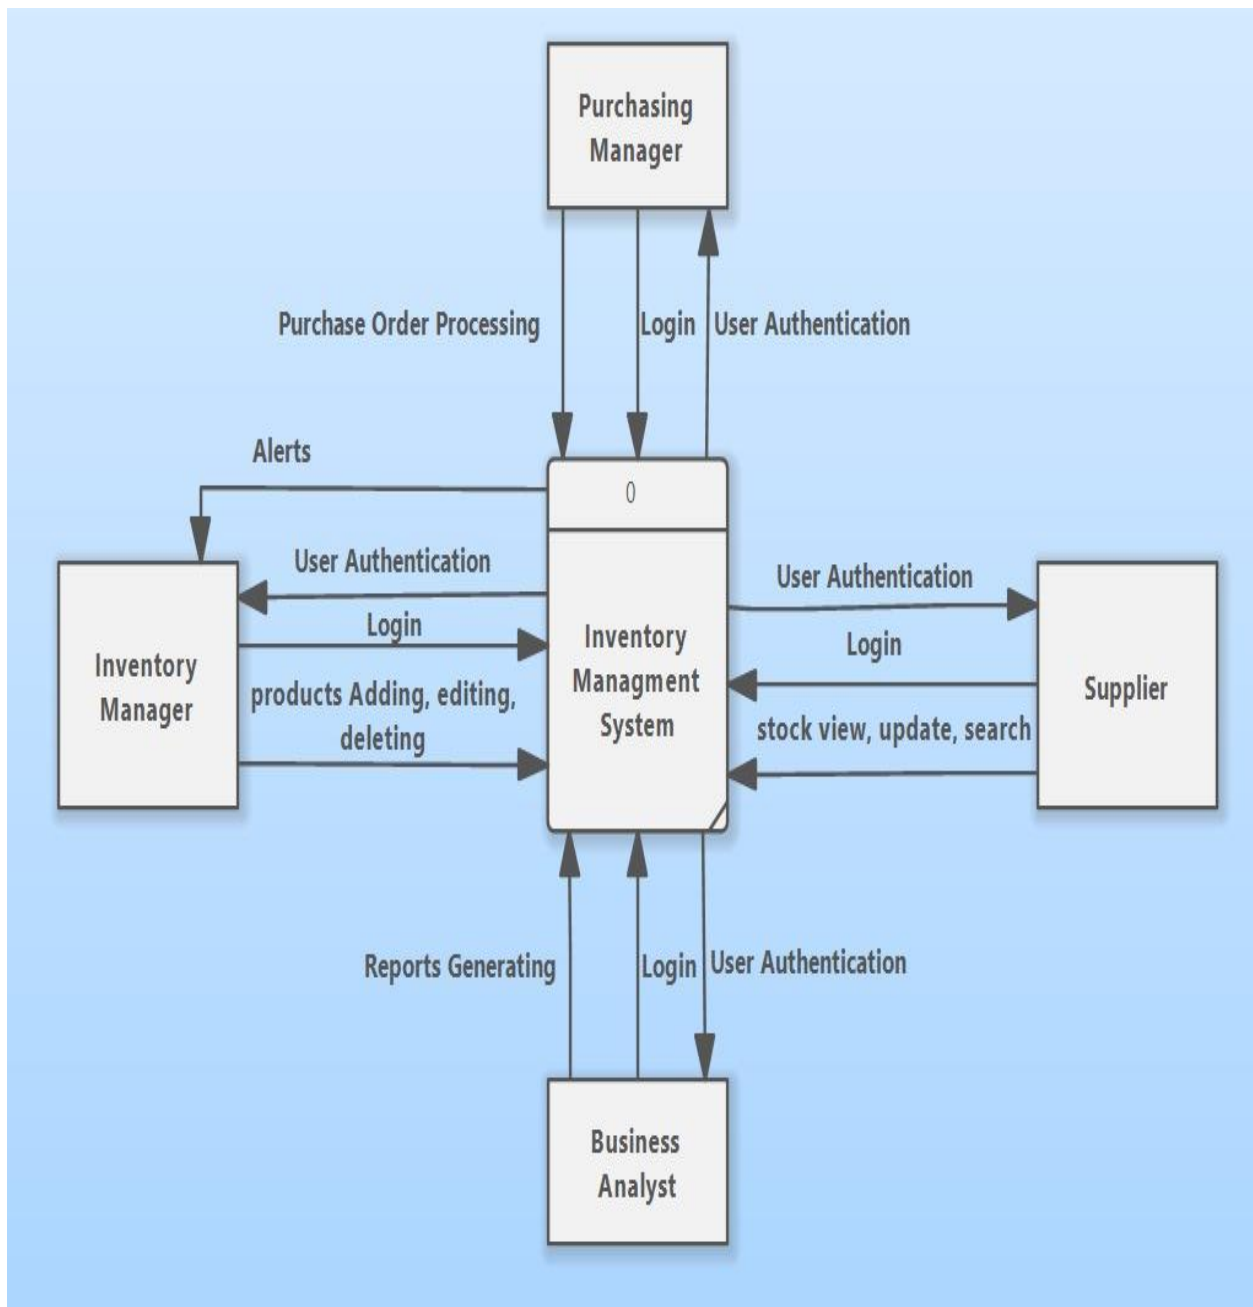 Purchasing
Manager
Purchase Order Processing
Login
User Authentication
Alerts
0
User Authentication
User Authentication
Login
Login
Inventory
Manager
products Adding, editing,
deleting
Inventory
Managment
System
Supplier
stock view, update, search
Reports Generating
Login
User Authentication
Business
Analyst